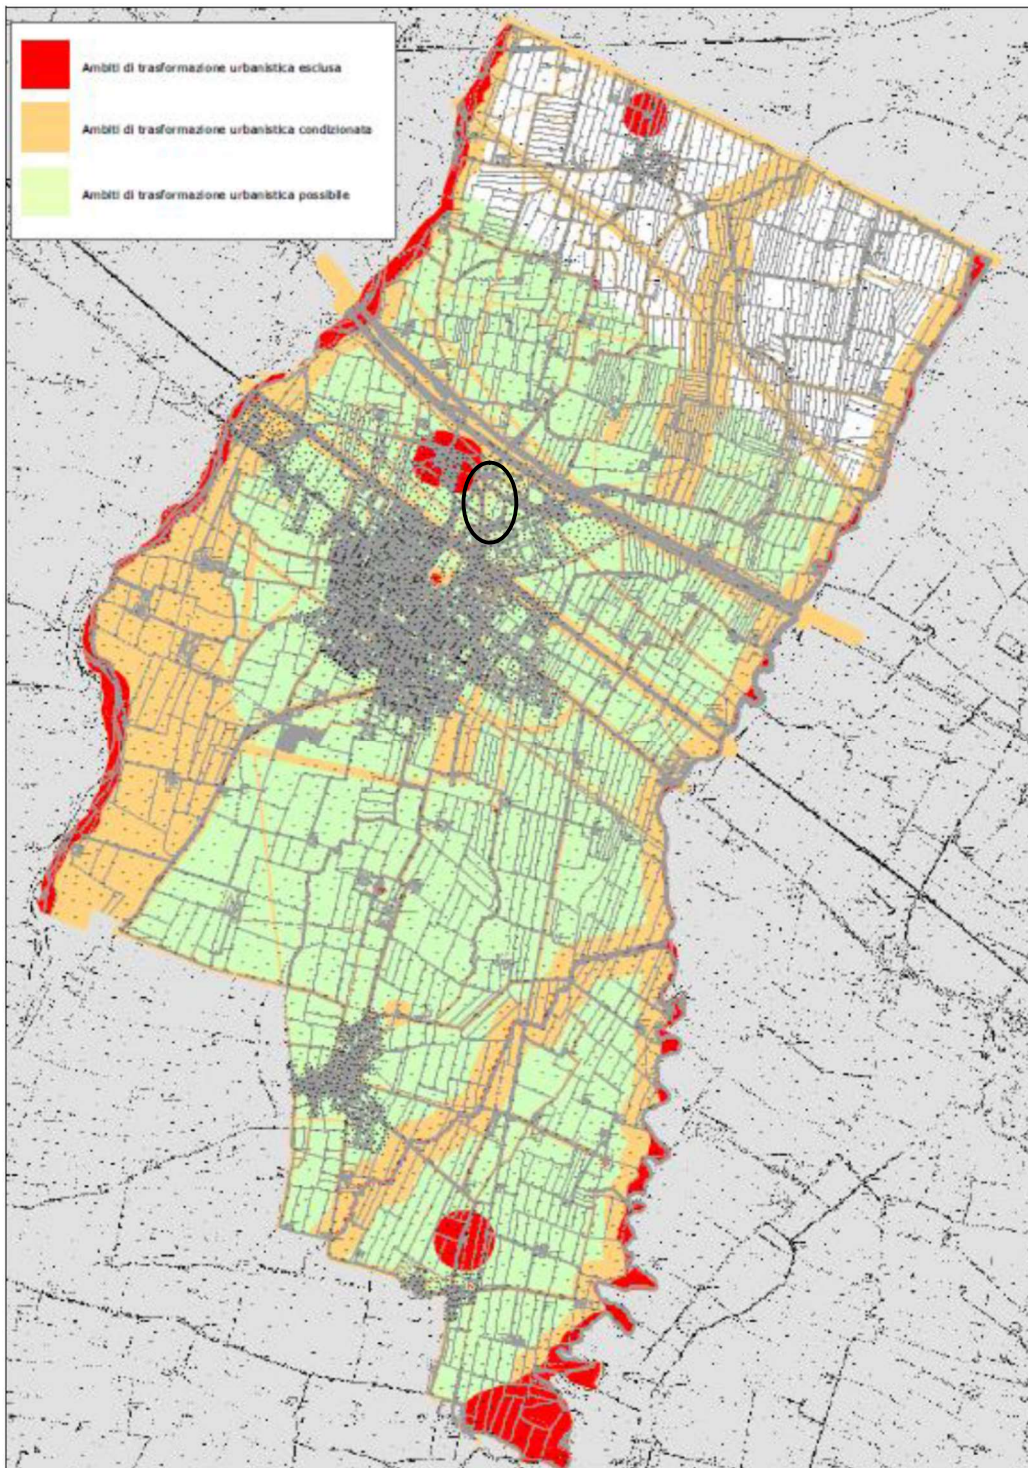 Ambiti di trasformazione urbanistica esclusa
Ambiti di trasformazione urbanistica condizionata
Ambiti di trasformazione urbanistica possibile